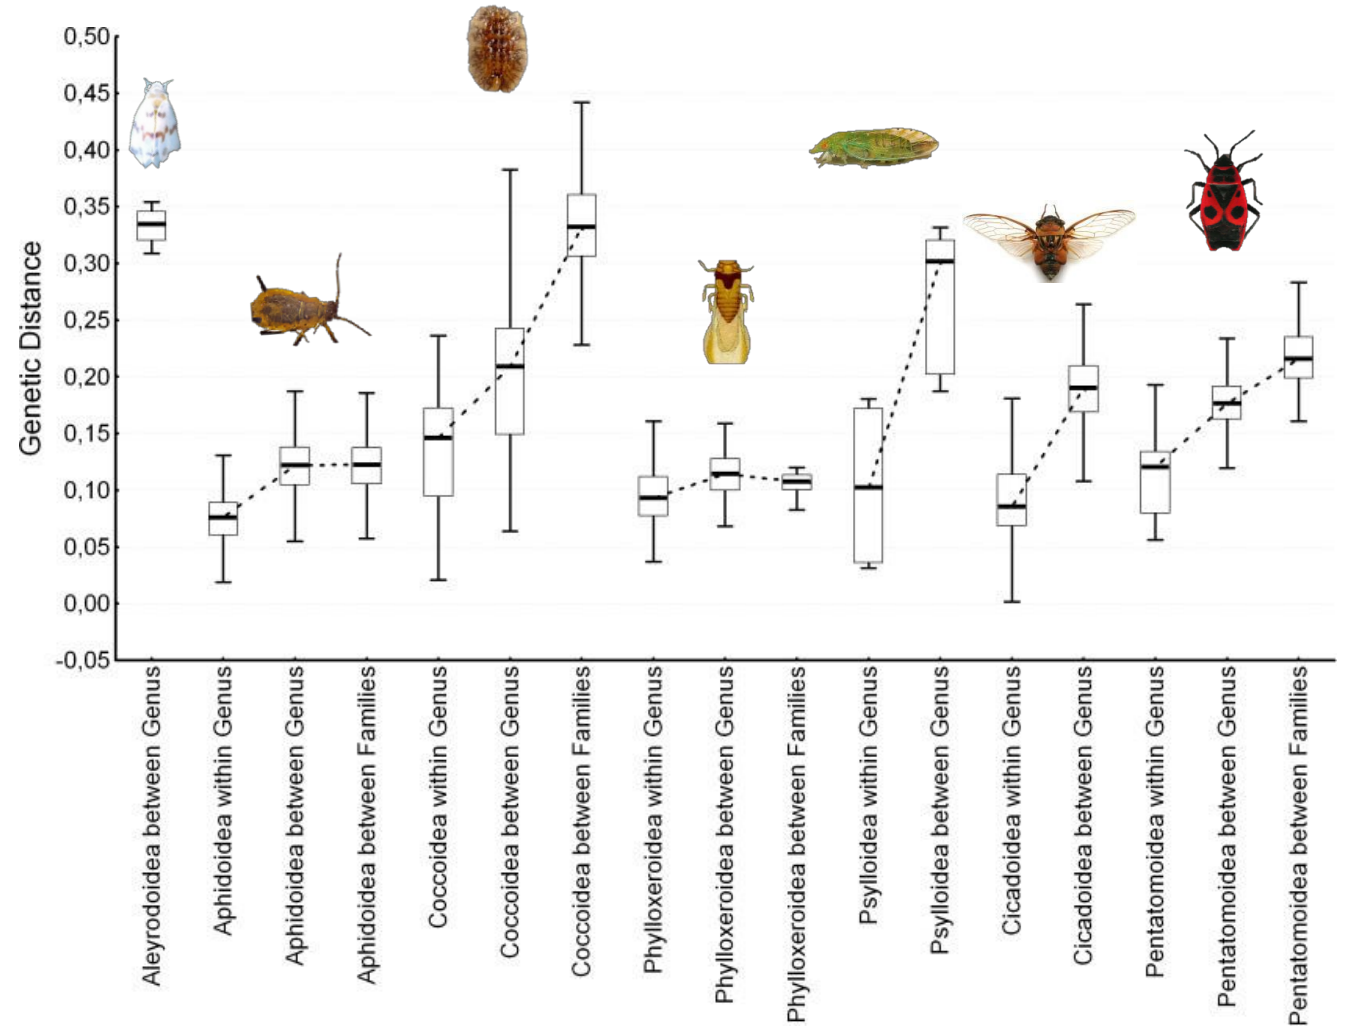 Genetic Distance
0,50
0,45
0,40
0,35
0,30
0,25
0,20
0,15
0,10
0,05
0,00
-0,05
Aleyrodoidea between Genus
Aphidoidea within Genus
Aphidoidea between Genus
Aphidoidea between Families
Coccoidea within Genus
Coccoidea between Genus
Coccoidea between Families
Phylloxeroidea within Genus
Phylloxeroidea between Genus
Phylloxeroidea between Families
Psylloidea within Genus
Psylloidea between Genus
Cicadoidea within Genus
Cicadoidea between Genus
Pentatomoidea within Genus
Pentatomoidea between Genus
Pentatomoidea between Families